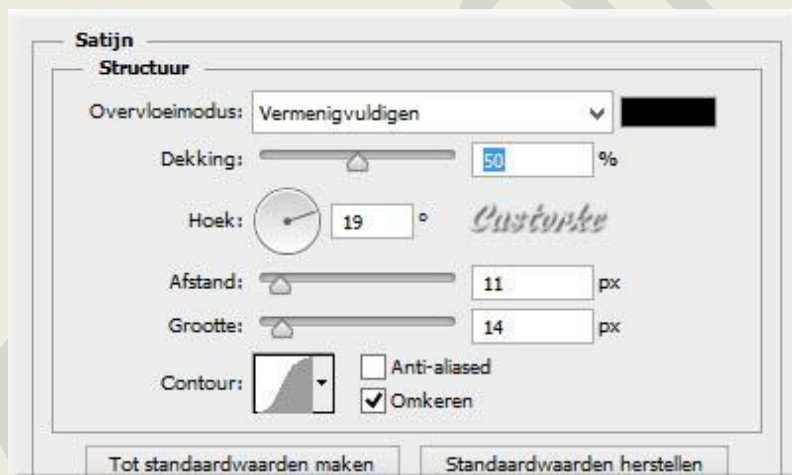 Satijn
Structuur
Overvloeimodus: Vermenigvuldigen
Dekking: 50 %
Hoek: 19 ° Castorke
Afstand: 11 px
Grootte: 14 px
Contour: Anti-aliased
Omkeren
Tot standaardwaarden maken Standaardwaarden herstellen